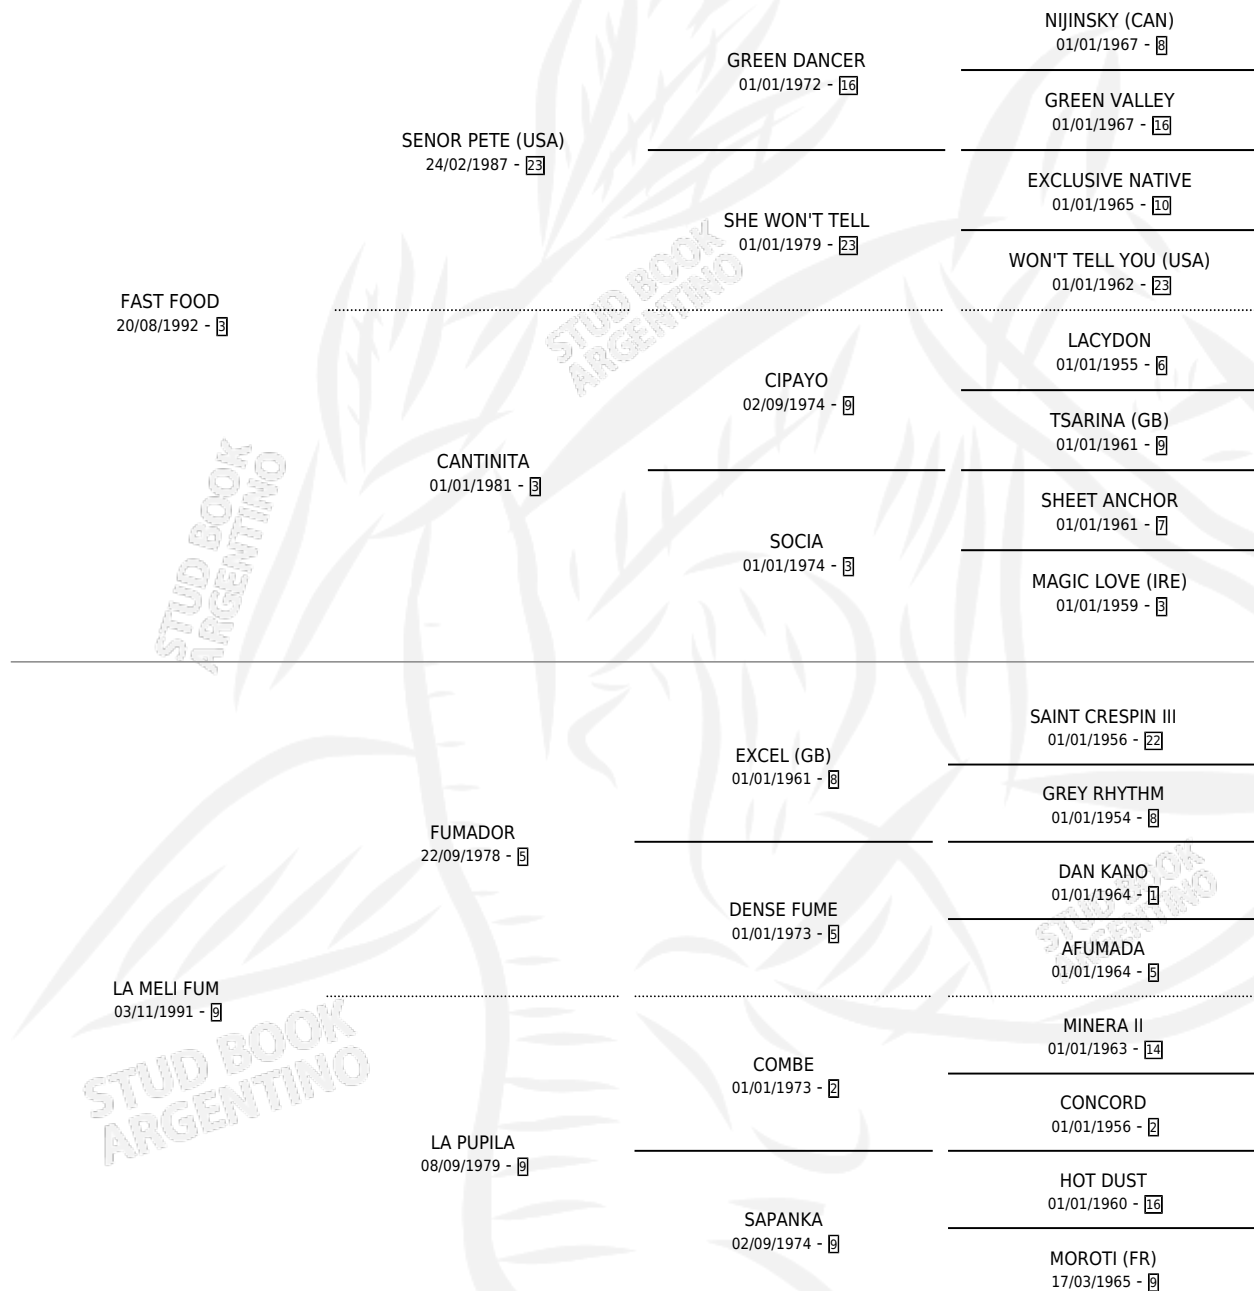 NIJINSKY (CAN)
01/01/1967 - 8
GREEN DANCER
01/01/1972 - 16
GREEN VALLEY
01/01/1967 - 16
SENOR PETE (USA)
24/02/1987 - 23
EXCLUSIVE NATIVE
01/01/1965 - 10
SHE WON'T TELL
01/01/1979 - 23
WON'T TELL YOU (USA)
01/01/1962 - 23
FAST FOOD
20/08/1992 - 3
LACYDON
01/01/1955 - 6
CIPAYO
02/09/1974 - 9
TSARINA (GB)
01/01/1961 - 9
CANTINITA
01/01/1981 - 3
SHEET ANCHOR
01/01/1961 - 7
SOCIA
01/01/1974 - 3
MAGIC LOVE (IRE)
01/01/1959 - 3
SAINT CRESPIN III
01/01/1956 - 22
EXCEL (GB)
01/01/1961 - 8
GREY RHYTHM
01/01/1954 - 8
FUMADOR
22/09/1978 - 5
DAN KANO
01/01/1964 - 1
DENSE FUME
01/01/1973 - 5
AFUMADA
01/01/1964 - 5
LA MELI FUM
03/11/1991 - 9
MINERA II
01/01/1963 - 14
COMBE
01/01/1973 - 2
CONCORD
01/01/1956 - 2
LA PUPILA
08/09/1979 - 9
HOT DUST
01/01/1960 - 16
SAPANKA
02/09/1974 - 9
MOROTI (FR)
17/03/1965 - 9
STUD BOOK
ARGENTINO
STUD BOOK
ARGENTINO
STUD BOOK
ARGENTINO
STUD BOOK
ARGENTINO